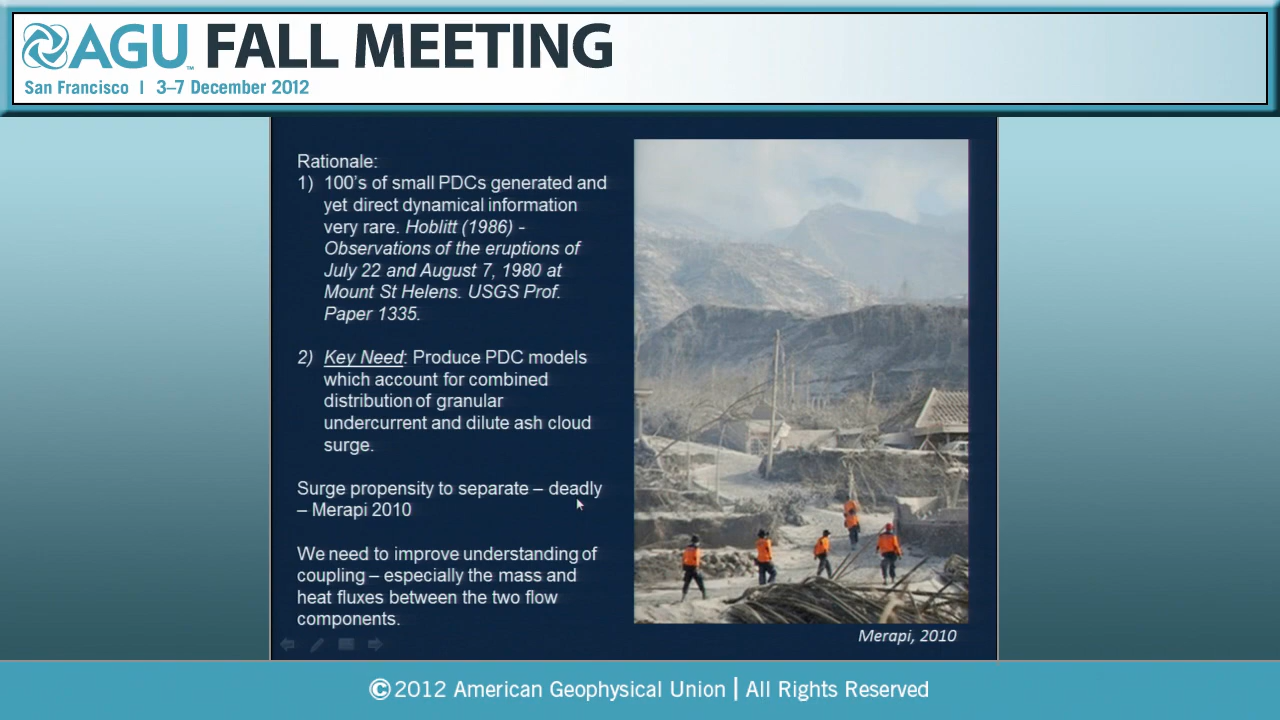 AGU™ FALL MEETING
San Francisco | 3–7 December 2012
Rationale:
1) 100's of small PDCs generated and
yet direct dynamical information
very rare. Hoblitt (1986) -
Observations of the eruptions of
July 22 and August 7, 1980 at
Mount St Helens. USGS Prof.
Paper 1335.
2) Key Need: Produce PDC models
which account for combined
distribution of granular
undercurrent and dilute ash cloud
surge.
Surge propensity to separate – deadly
– Merapi 2010
We need to improve understanding of
coupling – especially the mass and
heat fluxes between the two flow
components.
Merapi, 2010
©2012 American Geophysical Union | All Rights Reserved